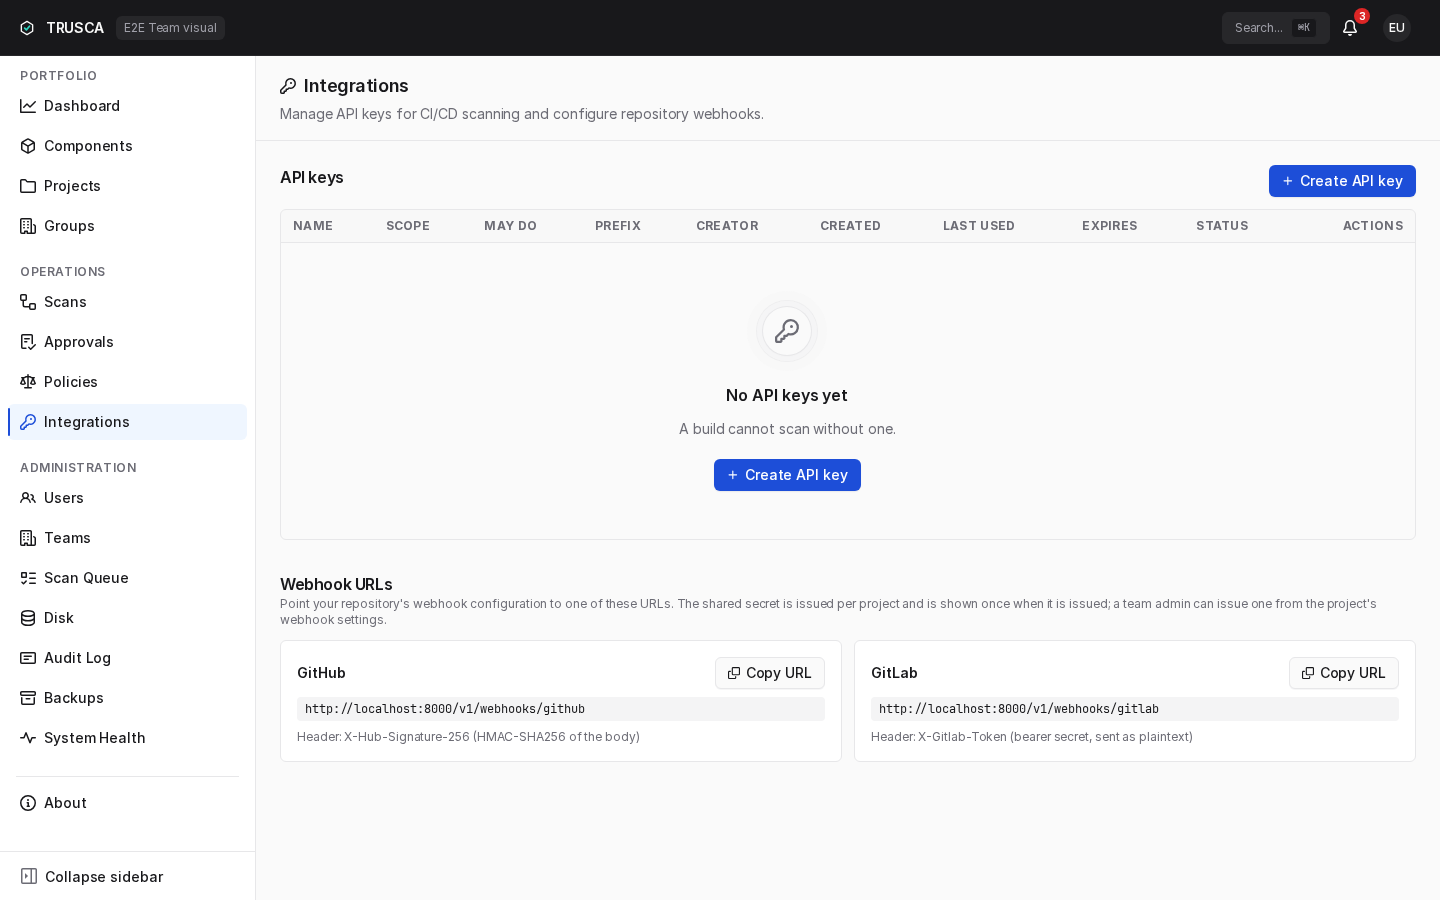 TRUSCA
E2E Team visual
Search...
⌘K
3
EU
PORTFOLIO
Dashboard
Components
Projects
Groups
OPERATIONS
Scans
Approvals
Policies
Integrations
ADMINISTRATION
Users
Teams
Scan Queue
Disk
Audit Log
Backups
System Health
About
Collapse sidebar
Integrations
Manage API keys for CI/CD scanning and configure repository webhooks.
API keys
+ Create API key
NAME SCOPE MAY DO PREFIX CREATOR CREATED LAST USED EXPIRES STATUS ACTIONS
No API keys yet
A build cannot scan without one.
+ Create API key
Webhook URLs
Point your repository's webhook configuration to one of these URLs. The shared secret is issued per project and is shown once when it is issued; a team admin can issue one from the project's
webhook settings.
GitHub
Copy URL
http://localhost:8000/v1/webhooks/github
Header: X-Hub-Signature-256 (HMAC-SHA256 of the body)
GitLab
Copy URL
http://localhost:8000/v1/webhooks/gitlab
Header: X-Gitlab-Token (bearer secret, sent as plaintext)